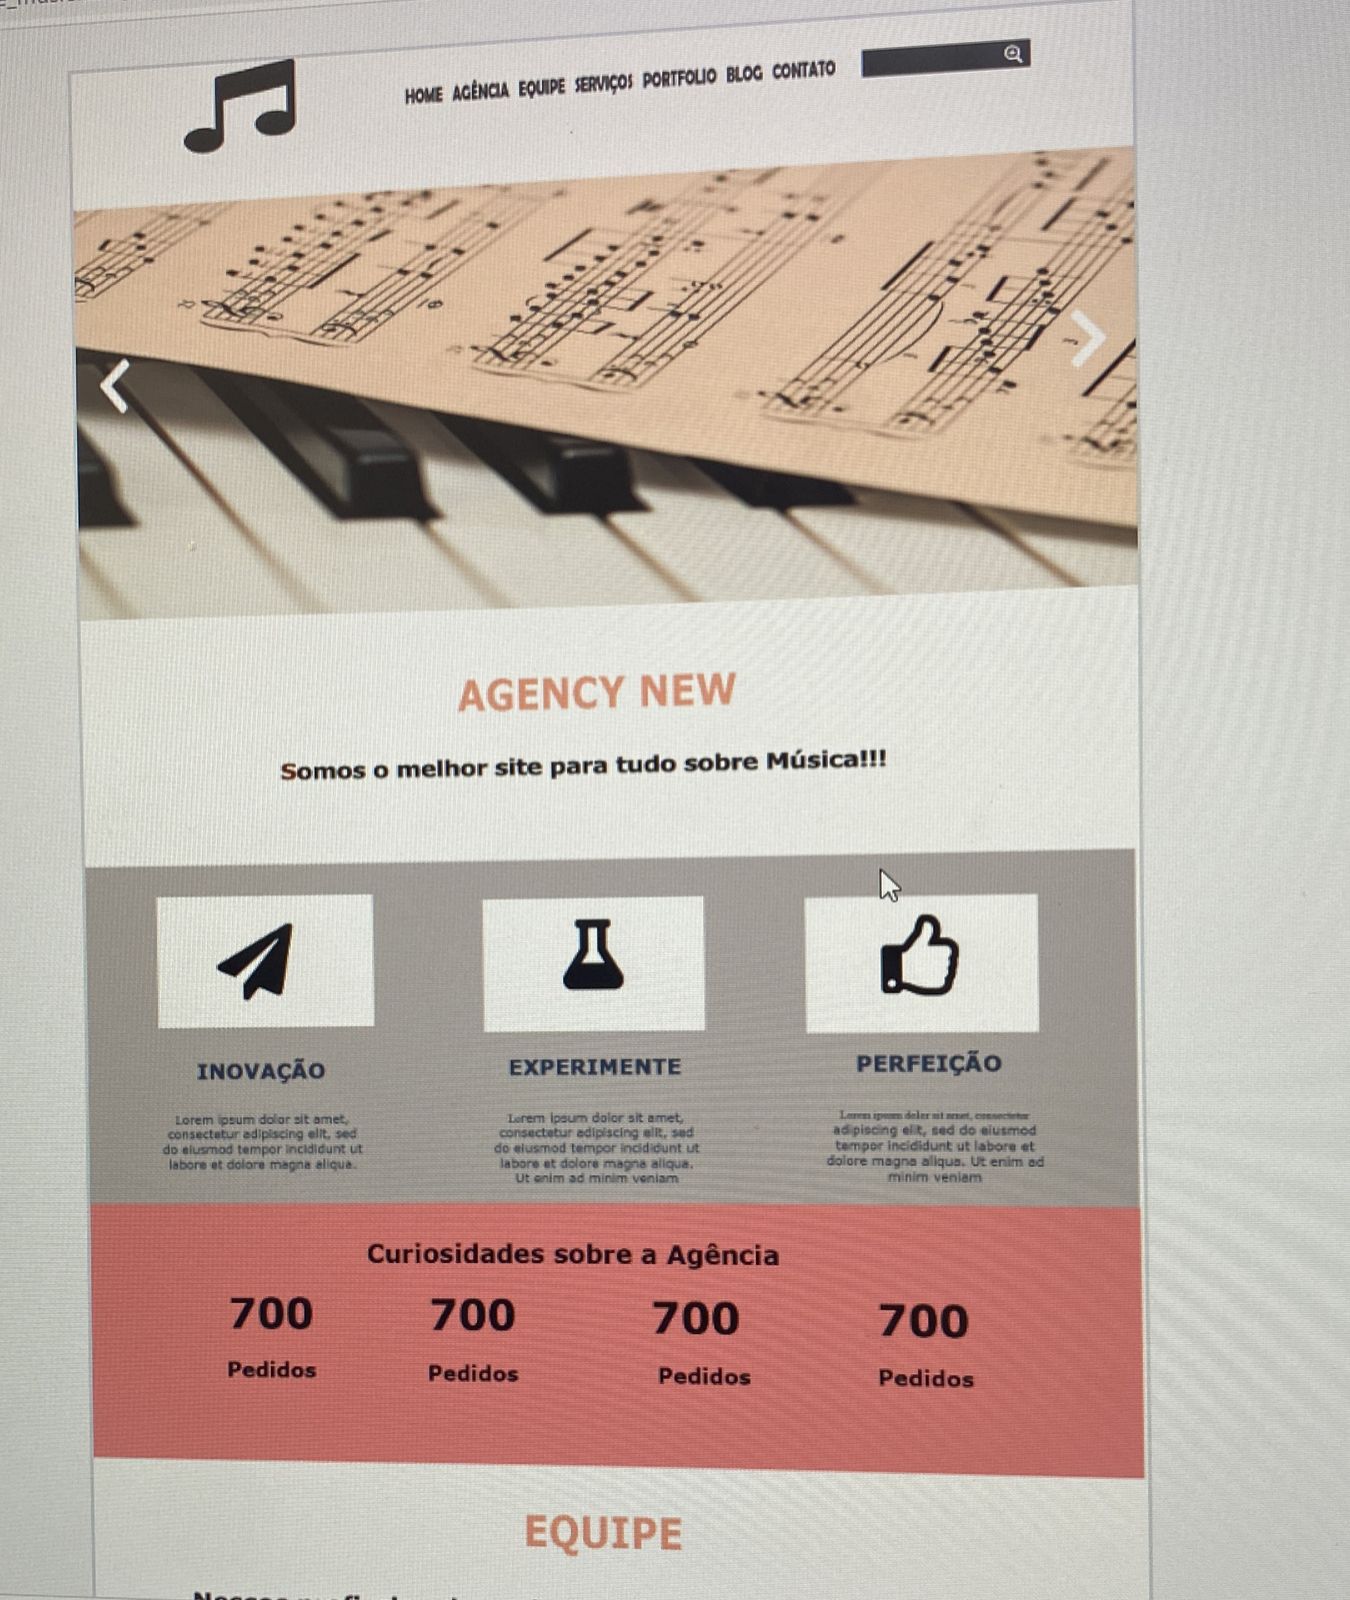 HOME AGÊNCIA EQUIPE SERVIÇOS PORTFOLIO BLOG CONTATO
AGENCY NEW
Somos o melhor site para tudo sobre Música!!!
INOVAÇÃO
Lorem ipsum dolor sit amet,
consectetur adipiscing elit, sed
do eiusmod tempor incididunt ut
labore et dolore magna aliqua.
EXPERIMENTE
Lorem ipsum dolor sit amet,
consectetur adipiscing elit, sed
do eiusmod tempor incididunt ut
labore et dolore magna aliqua.
Ut enim ad minim veniam
PERFEIÇÃO
Lorem ipsum dolor sit amet, consectetur
adipiscing elit, sed do eiusmod
tempor incididunt ut labore et
dolore magna aliqua. Ut enim ad
minim veniam
Curiosidades sobre a Agência
700 700 700 700
Pedidos Pedidos Pedidos Pedidos
EQUIPE